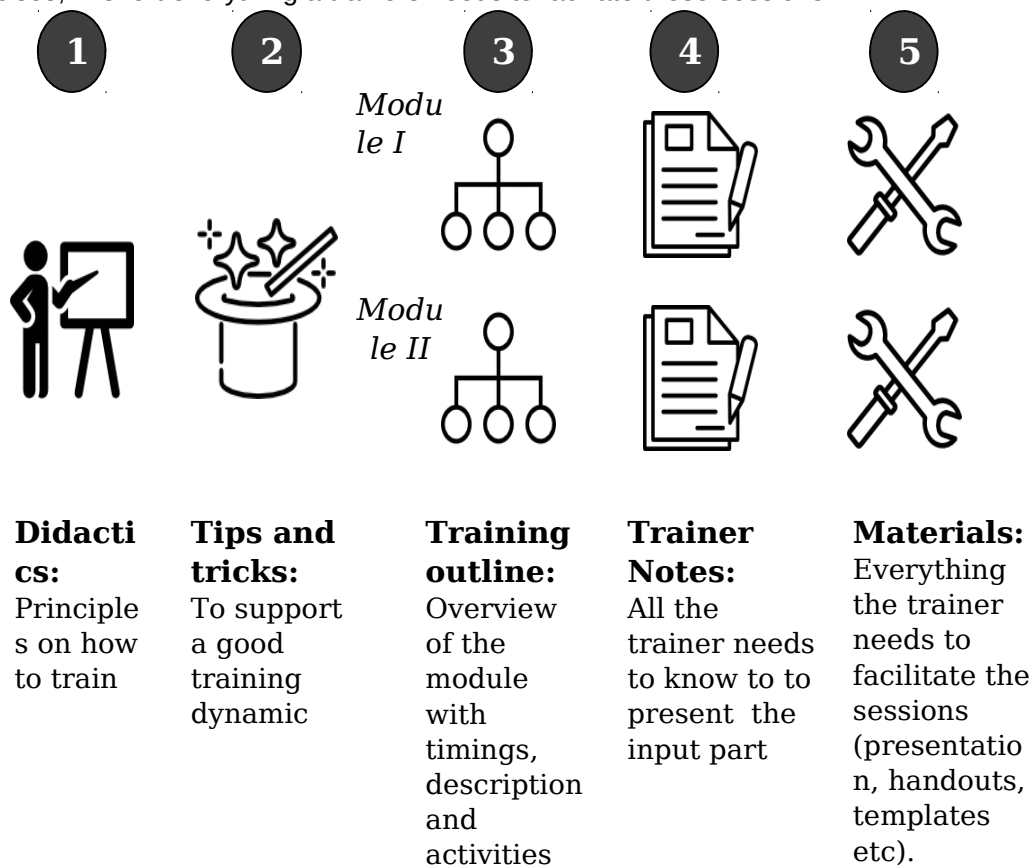 1
2
3
4
5
Modu
le I
Modu
le II
Didacti
cs:
Principle
s on how
to train
Tips and
tricks:
To support
a good
training
dynamic
Training
outline:
Overview
of the
module
with
timings,
description
and
activities
Trainer
Notes:
All the
trainer needs
to know to to
present the
input part
Materials:
Everything
the trainer
needs to
facilitate the
sessions
(presentatio
n, handouts,
templates
etc).